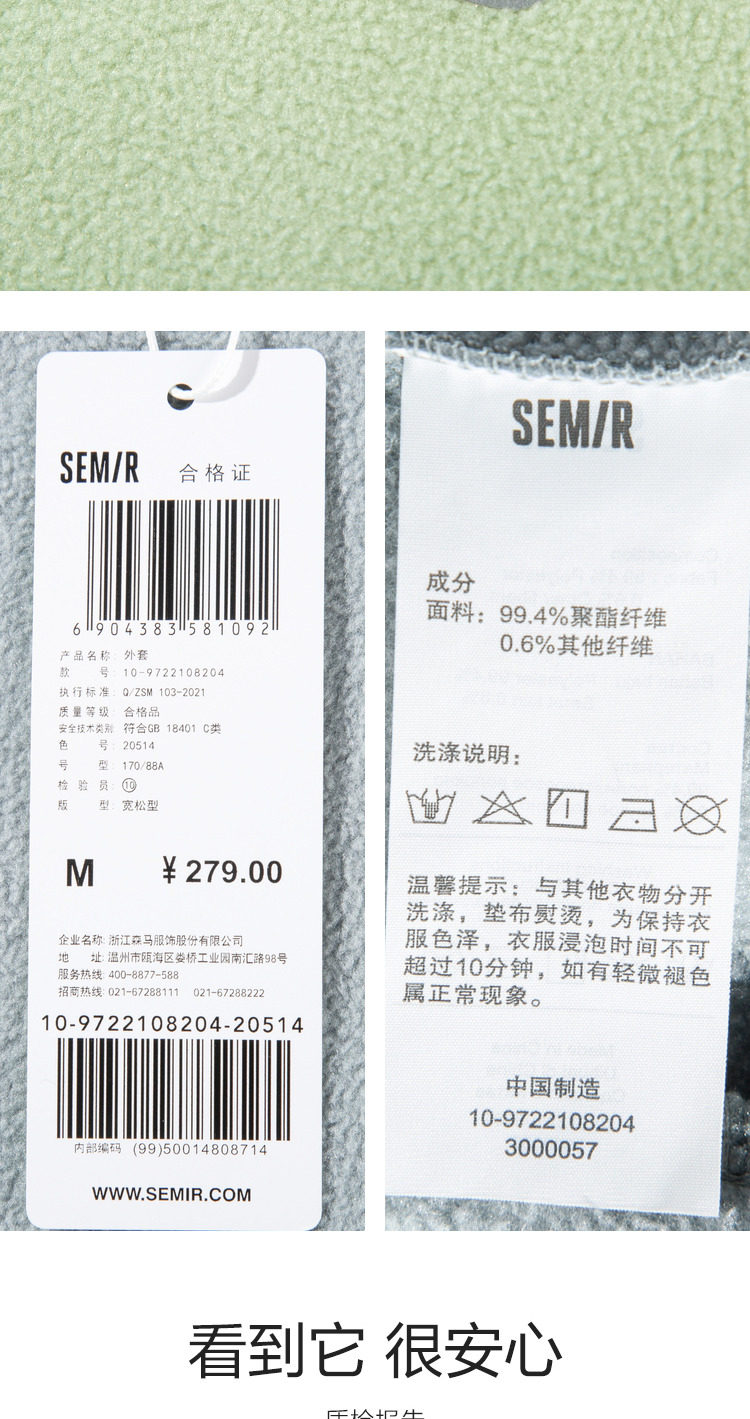 SEMIR 合格证
6 904383 581092
产品名称: 外套
款 号: 10-9722108204
执行标准: Q/ZSM 103-2021
质量等级: 合格品
安全技术类别: 符合GB 18401 C类
色 号: 20514
号 型: 170/88A
检 验 员: ⑩
版 型: 宽松型
M ¥279.00
企业名称: 浙江森马服饰股份有限公司
地 址: 温州市瓯海区娄桥工业园南汇路98号
服务热线: 400-8877-588
招商热线: 021-67288111 021-67288222
10-9722108204-20514
内部编码 (99)50014808714
WWW.SEMIR.COM
SEMIR
成分
面料: 99.4%聚酯纤维
0.6%其他纤维
洗涤说明:
温馨提示: 与其他衣物分开
洗涤, 垫布熨烫, 为保持衣
服色泽, 衣服浸泡时间不可
超过10分钟, 如有轻微褪色
属正常现象。
中国制造
10-9722108204
3000057
看到它 很安心
质检报告